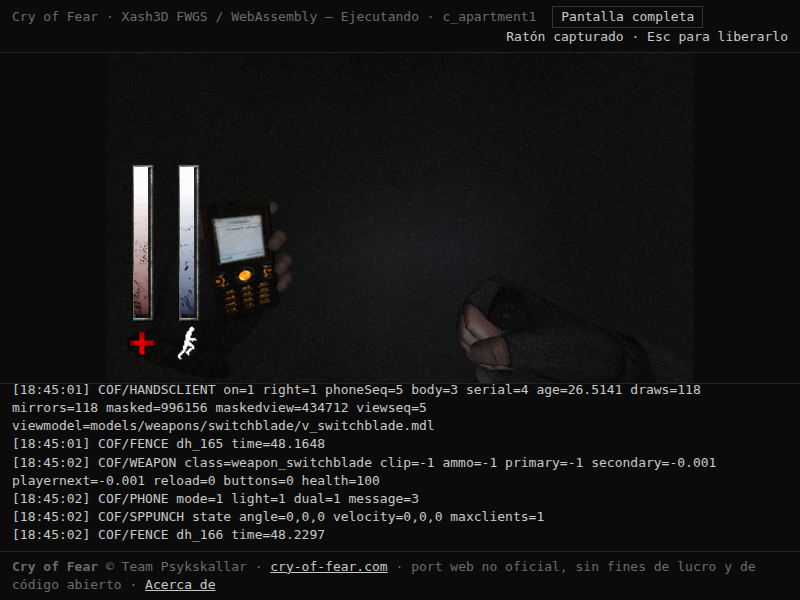 Cry of Fear · Xash3D FWGS / WebAssembly — Ejecutando · c_apartment1
Pantalla completa
Ratón capturado · Esc para liberarlo
[18:45:01] COF/HANDSCLIENT on=1 right=1 phoneSeq=5 body=3 serial=4 age=26.5141 draws=118
mirrors=118 masked=996156 maskedview=434712 viewseq=5
viewmodel=models/weapons/switchblade/v_switchblade.mdl
[18:45:01] COF/FENCE dh_165 time=48.1648
[18:45:02] COF/WEAPON class=weapon_switchblade clip=-1 ammo=-1 primary=-1 secondary=-0.001
playernext=-0.001 reload=0 buttons=0 health=100
[18:45:02] COF/PHONE mode=1 light=1 dual=1 message=3
[18:45:02] COF/SPPUNCH state angle=0,0,0 velocity=0,0,0 maxclients=1
[18:45:02] COF/FENCE dh_166 time=48.2297
Cry of Fear © Team Psykskallar · cry-of-fear.com · port web no oficial, sin fines de lucro y de
código abierto · Acerca de